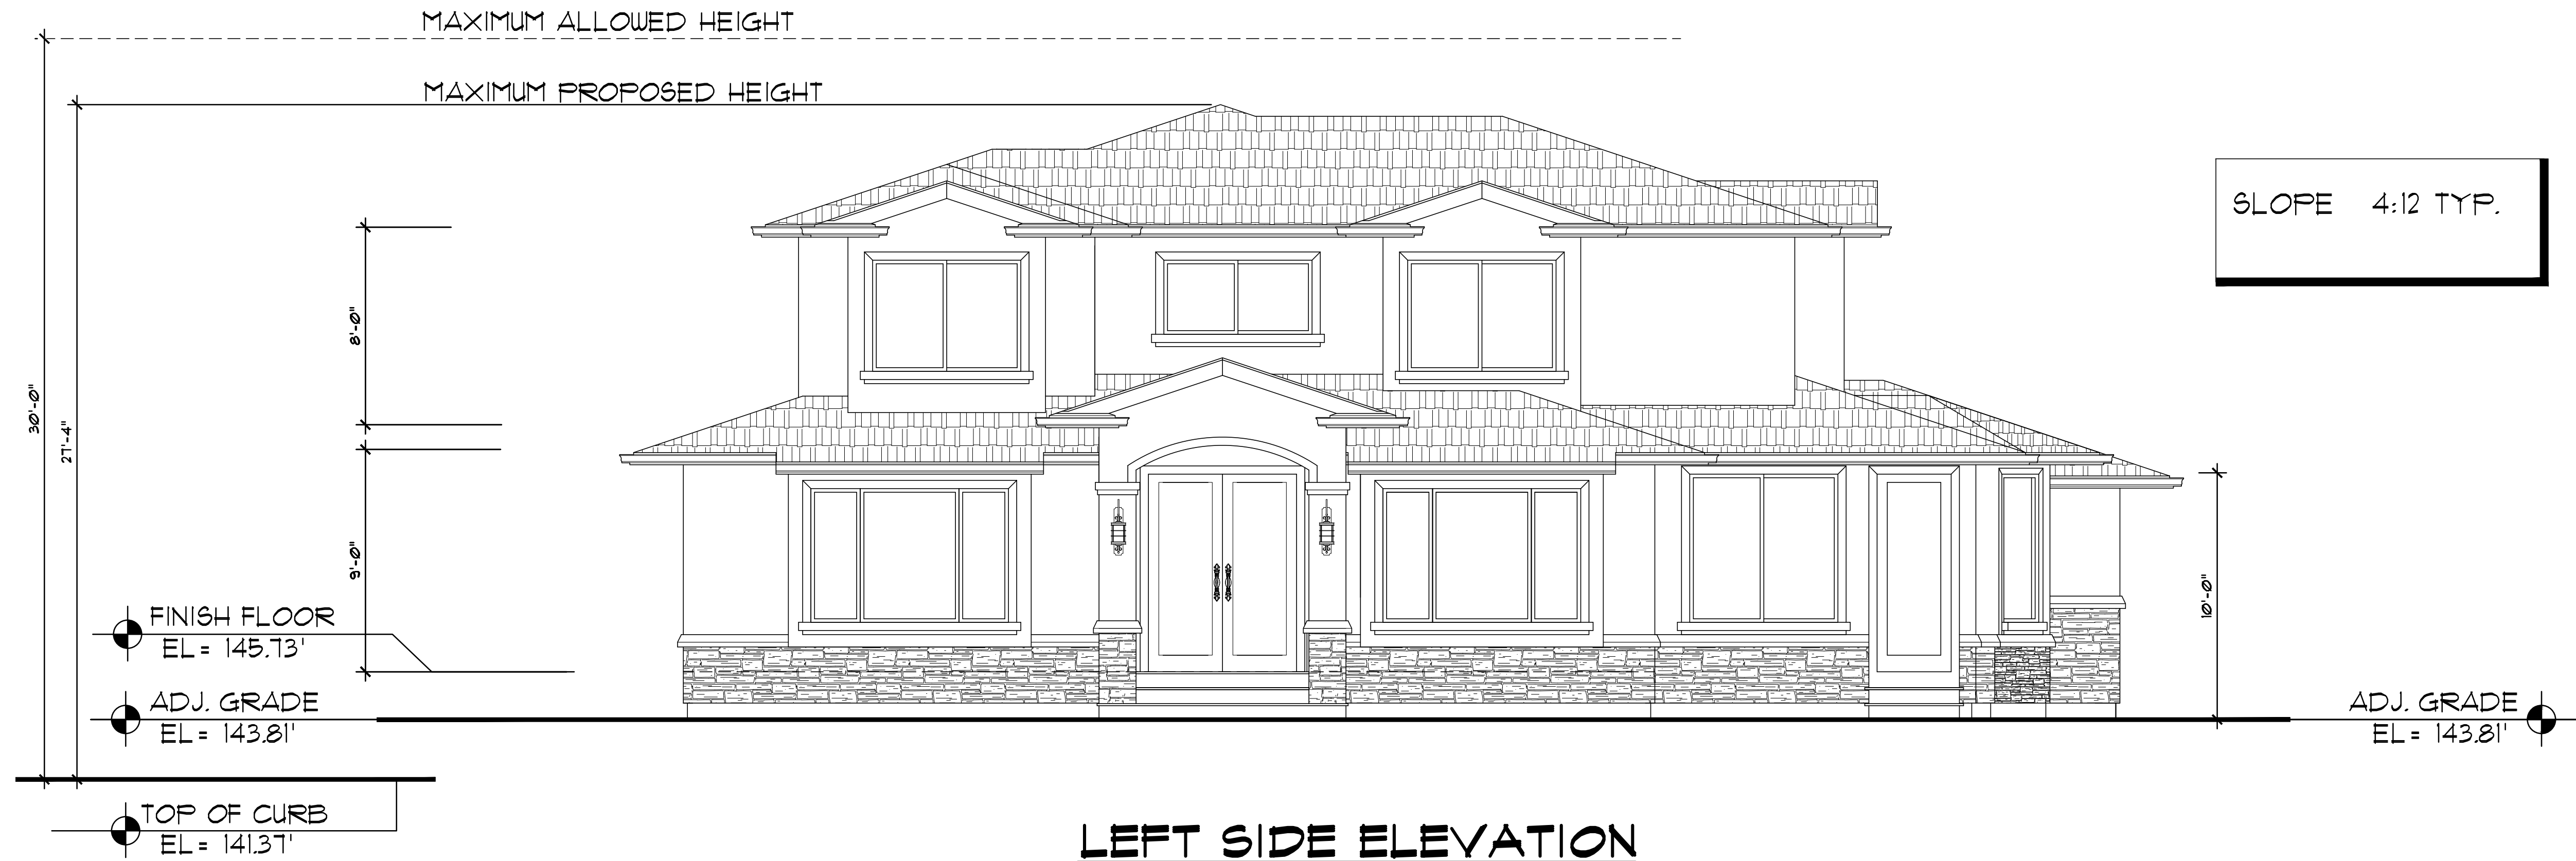 MAXIMUM ALLOWED HEIGHT
MAXIMUM PROPOSED HEIGHT
SLOPE 4:12 TYP.
30'-0"
27'-4"
8'-0"
9'-0"
10'-0"
FINISH FLOOR
EL= 145.73'
ADJ. GRADE
EL= 143.81'
ADJ. GRADE
EL= 143.81'
TOP OF CURB
EL= 141.37'
LEFT SIDE ELEVATION